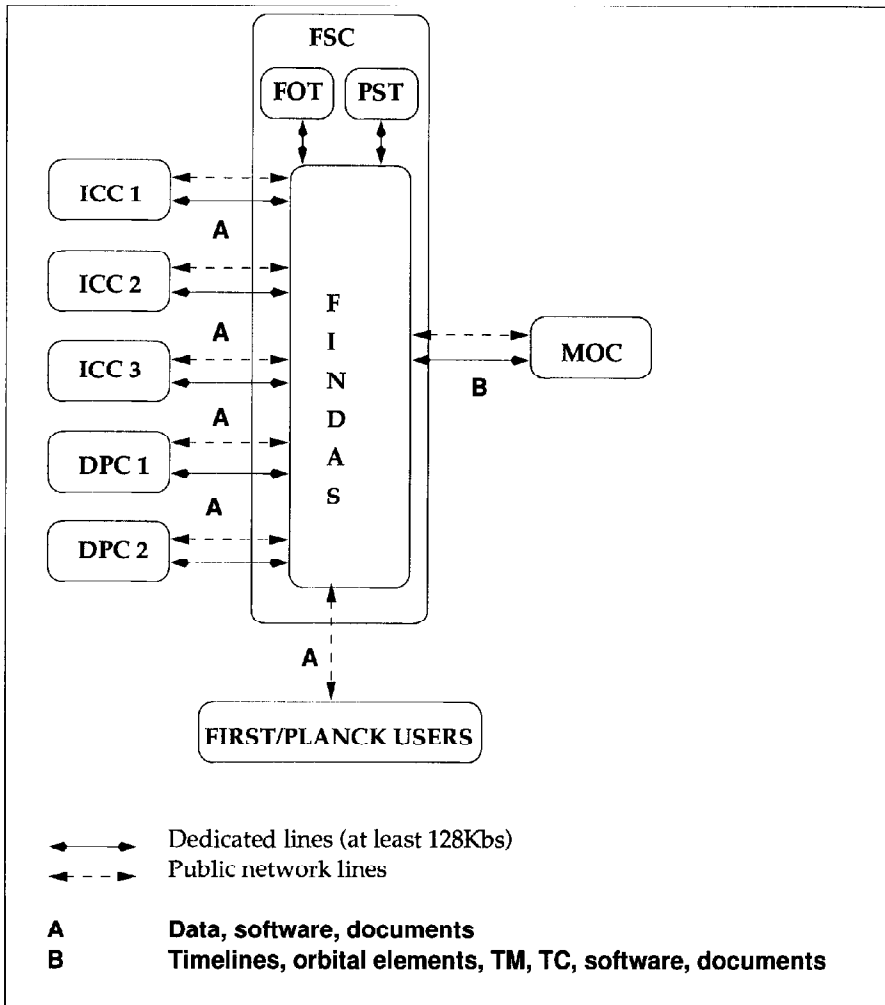 FSC
FOT PST
ICC 1
A
ICC 2
A
ICC 3
A
DPC 1
A
DPC 2
F
I
N
D
A
S
MOC
B
A
FIRST/PLANCK USERS
Dedicated lines (at least 128Kbs)
Public network lines
A Data, software, documents
B Timelines, orbital elements, TM, TC, software, documents